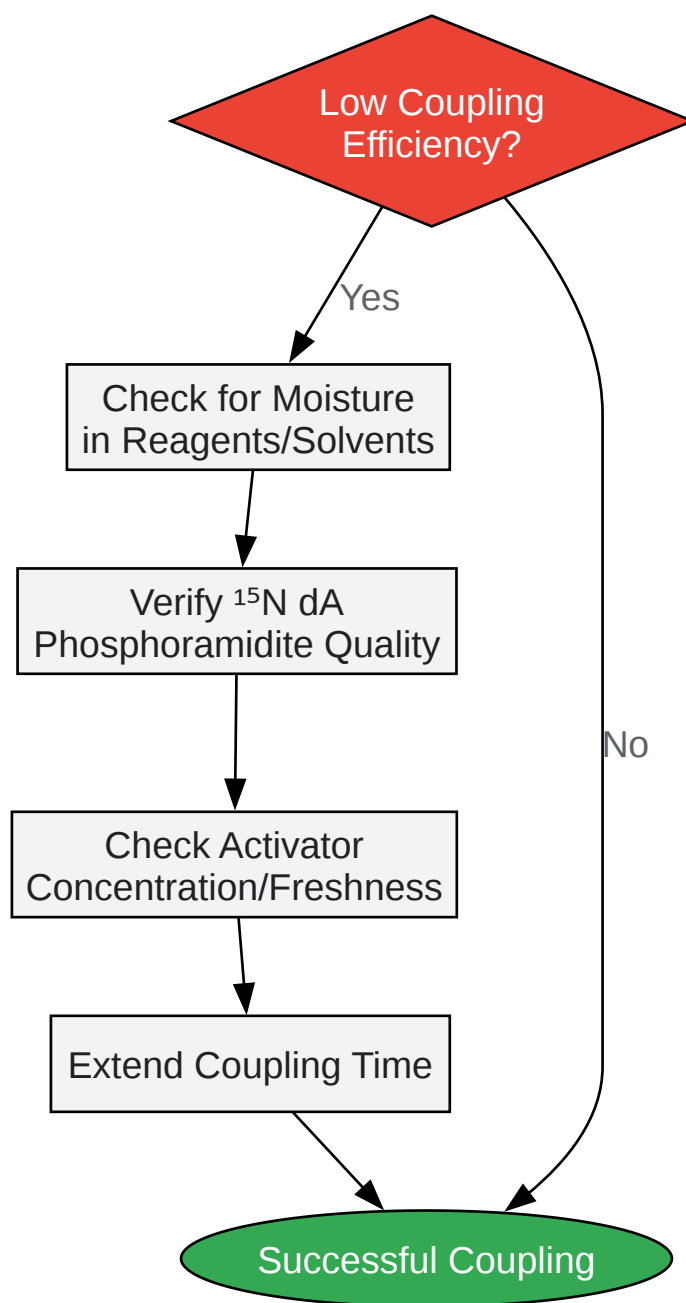 Low Coupling
Efficiency?
Yes
Check for Moisture
in Reagents/Solvents
Verify ¹⁵N dA
Phosphoramidite Quality
No
Check Activator
Concentration/Freshness
Extend Coupling Time
Successful Coupling